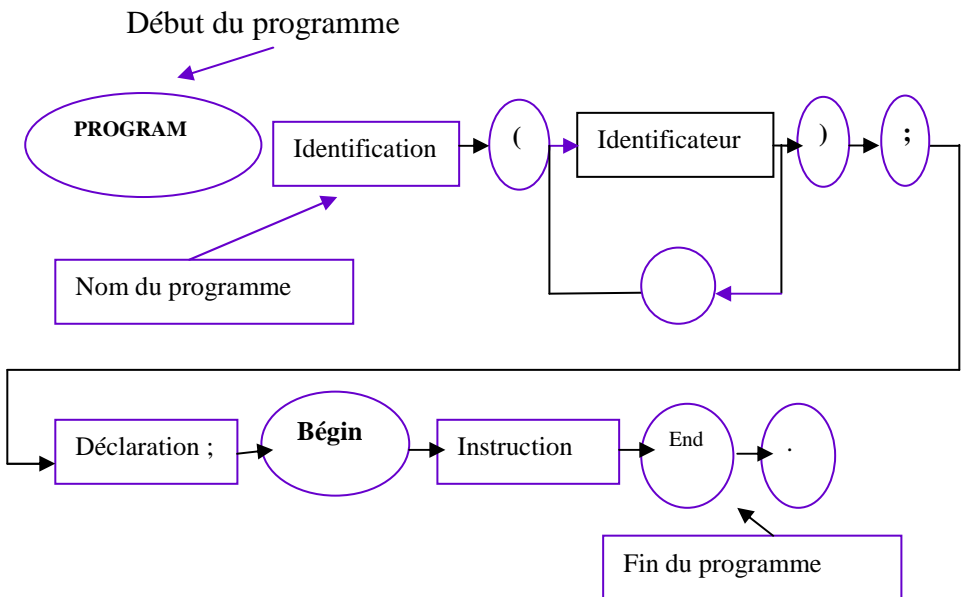 Début du programme
PROGRAM
Identification
(
Identificateur
)
;
Nom du programme
Déclaration ;
Bégin
Instruction
End
.
Fin du programme